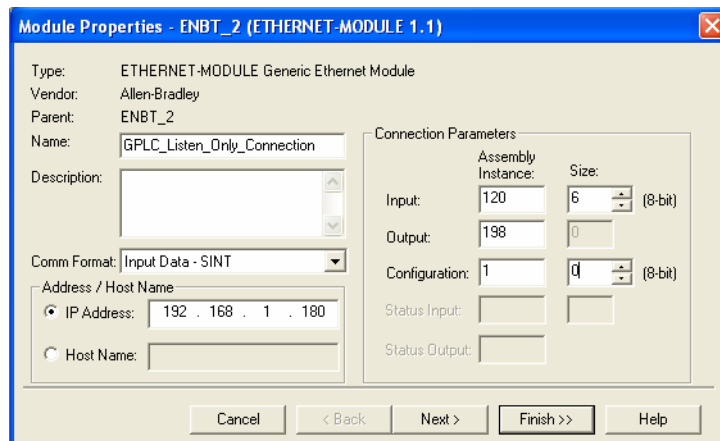 Module Properties - ENBT_2 (ETHERNET-MODULE 1.1)
Type: ETHERNET-MODULE Generic Ethernet Module
Vendor: Allen-Bradley
Parent: ENBT_2
Name: GPLC_Listen_Only_Connection
Description:
Comm Format: Input Data - SINT
Address / Host Name
IP Address: 192 . 168 . 1 . 180
Host Name:
Connection Parameters
Assembly
Instance: Size:
Input: 120 6 (8-bit)
Output: 198 0
Configuration: 1 0 (8-bit)
Status Input:
Status Output:
Cancel < Back Next > Finish >> Help